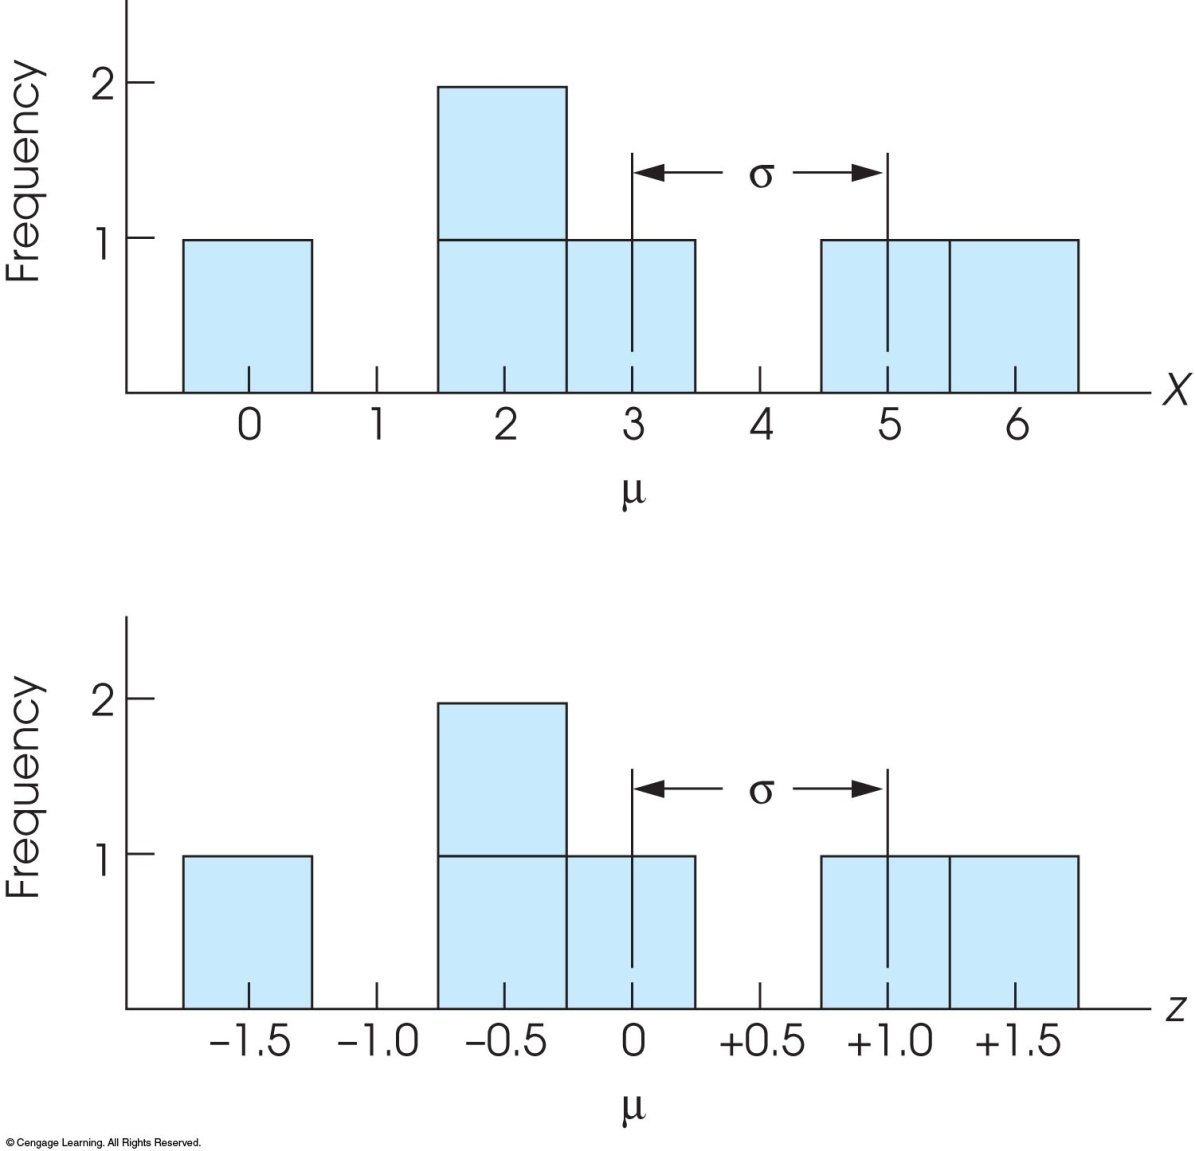 Frequency
2
1
σ
0 1 2 3 4 5 6 X
μ
Frequency
2
1
σ
−1.5 −1.0 −0.5 0 +0.5 +1.0 +1.5 z
μ
© Cengage Learning. All Rights Reserved.